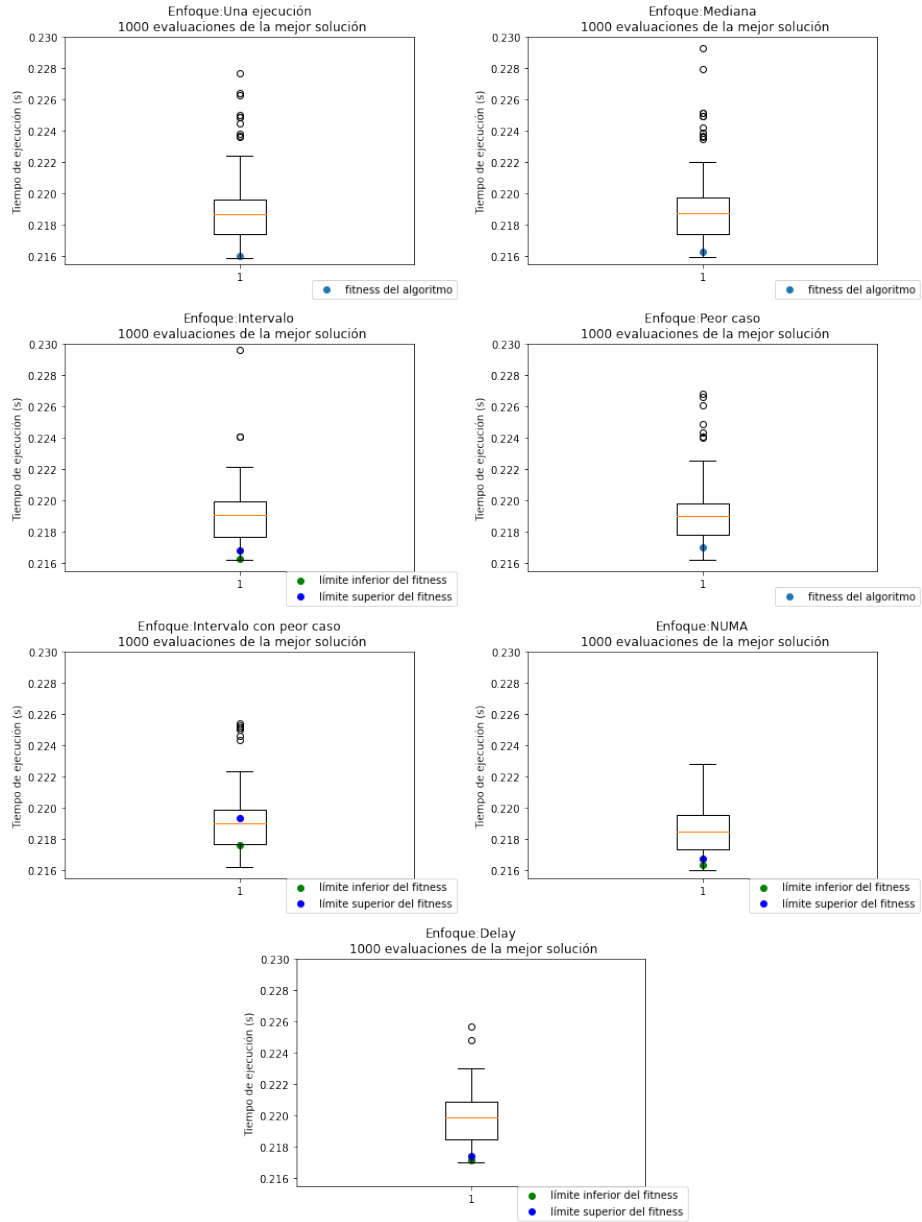 Enfoque:Una ejecución
1000 evaluaciones de la mejor solución
0.230
0.228
0.226
0.224
0.222
0.220
0.218
0.216
Tiempo de ejecución (s)
1
fitness del algoritmo
Enfoque:Mediana
1000 evaluaciones de la mejor solución
0.230
0.228
0.226
0.224
0.222
0.220
0.218
0.216
Tiempo de ejecución (s)
1
fitness del algoritmo
Enfoque:Intervalo
1000 evaluaciones de la mejor solución
0.230
0.228
0.226
0.224
0.222
0.220
0.218
0.216
Tiempo de ejecución (s)
1
límite inferior del fitness
límite superior del fitness
Enfoque:Peor caso
1000 evaluaciones de la mejor solución
0.230
0.228
0.226
0.224
0.222
0.220
0.218
0.216
Tiempo de ejecución (s)
1
fitness del algoritmo
Enfoque:Intervalo con peor caso
1000 evaluaciones de la mejor solución
0.230
0.228
0.226
0.224
0.222
0.220
0.218
0.216
Tiempo de ejecución (s)
1
límite inferior del fitness
límite superior del fitness
Enfoque:NUMA
1000 evaluaciones de la mejor solución
0.230
0.228
0.226
0.224
0.222
0.220
0.218
0.216
Tiempo de ejecución (s)
1
límite inferior del fitness
límite superior del fitness
Enfoque:Delay
1000 evaluaciones de la mejor solución
0.230
0.228
0.226
0.224
0.222
0.220
0.218
0.216
Tiempo de ejecución (s)
1
límite inferior del fitness
límite superior del fitness